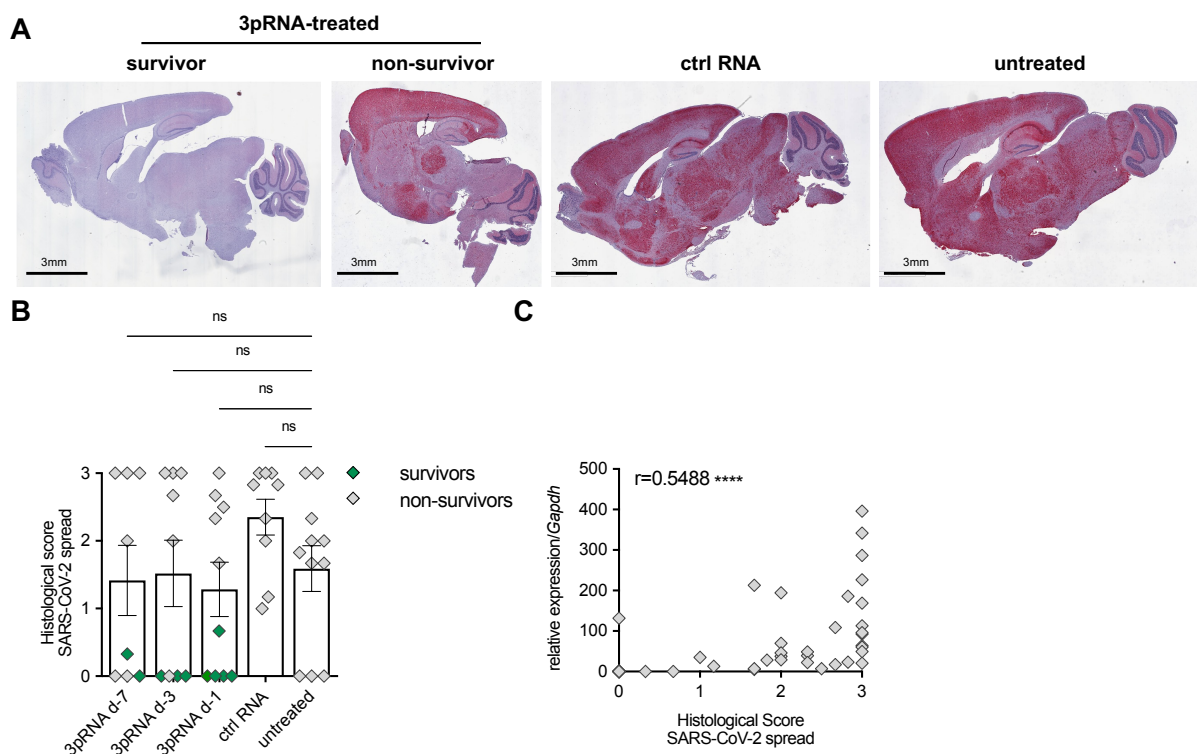 A
3pRNA-treated
survivor
non-survivor
ctrl RNA
untreated
3mm
3mm
3mm
3mm
B
ns
ns
ns
ns
Histological score
SARS-CoV-2 spread
3
2
1
0
3pRNA d-7
3pRNA d-3
3pRNA d-1
ctrl RNA
untreated
survivors
non-survivors
C
r=0.5488 ****
relative expression/Gapdh
500
400
300
200
100
0
0
1
2
3
Histological Score
SARS-CoV-2 spread